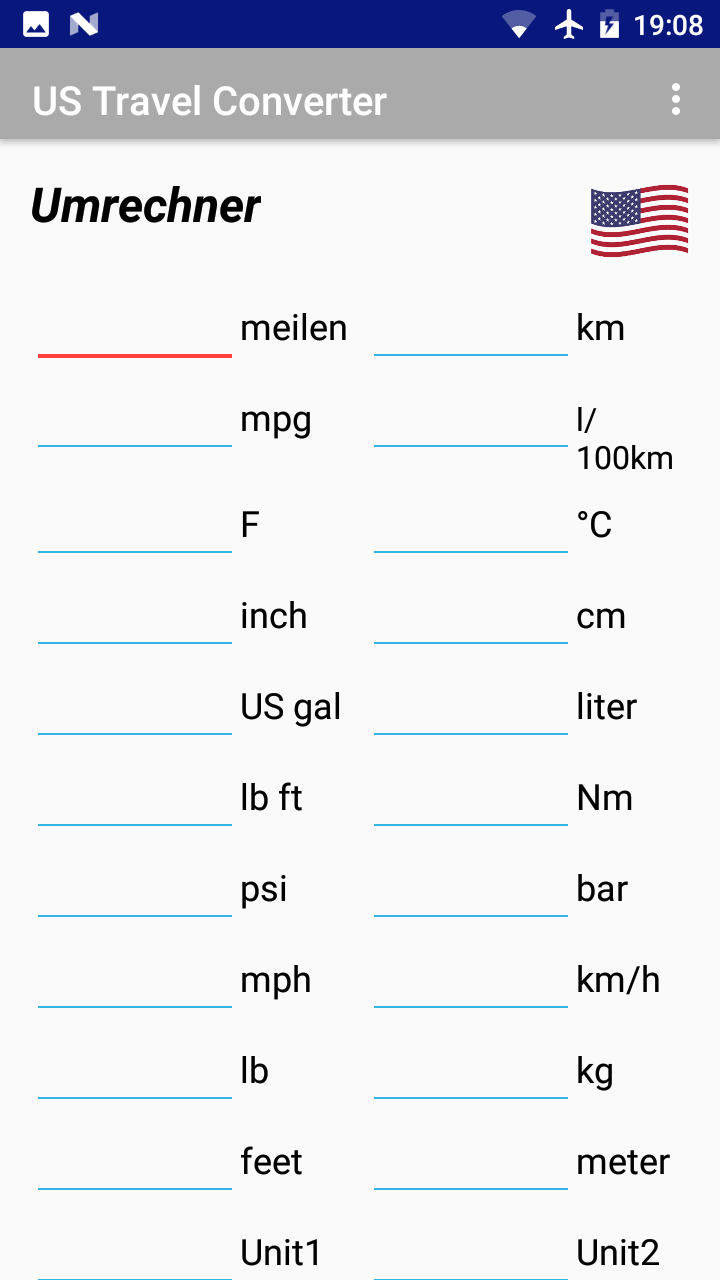 19:08
US Travel Converter
Umrechner
meilen km
mpg l/
100km
F °C
inch cm
US gal liter
lb ft Nm
psi bar
mph km/h
lb kg
feet meter
Unit1 Unit2